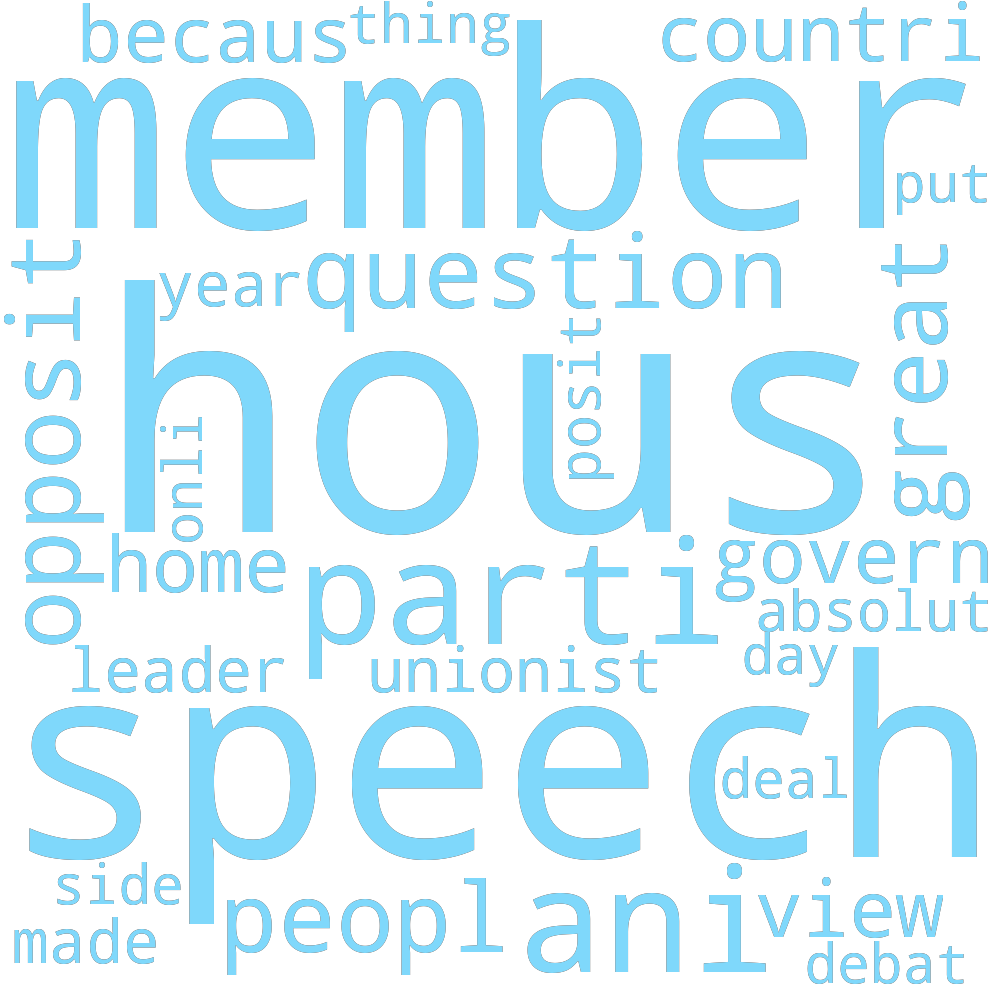 becaus
thing
countri
member
put
opposit
year
question
great
hous
posit
onli
home
parti
govern
absolut
leader
unionist
day
speech
deal
side
peopl
ani
view
made
debat